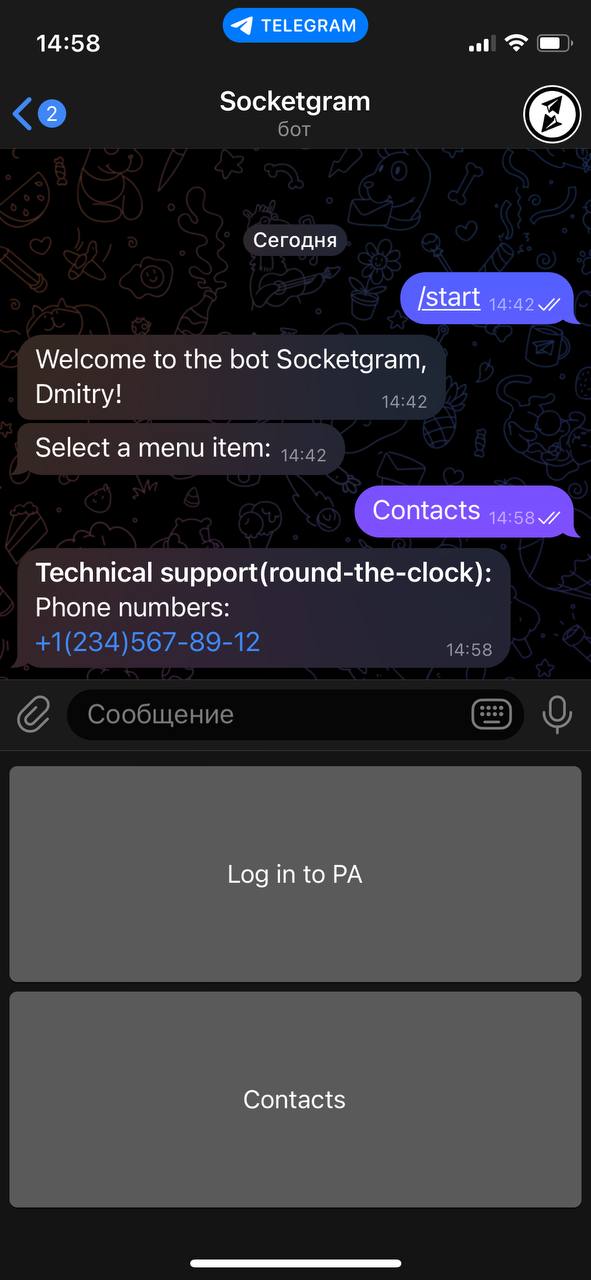 14:58
TELEGRAM
2
Socketgram
бот
Сегодня
/start 14:42
Welcome to the bot Socketgram,
Dmitry!
14:42
Select a menu item: 14:42
Contacts 14:58
Technical support(round-the-clock):
Phone numbers:
+1(234)567-89-12
14:58
Сообщение
Log in to PA
Contacts